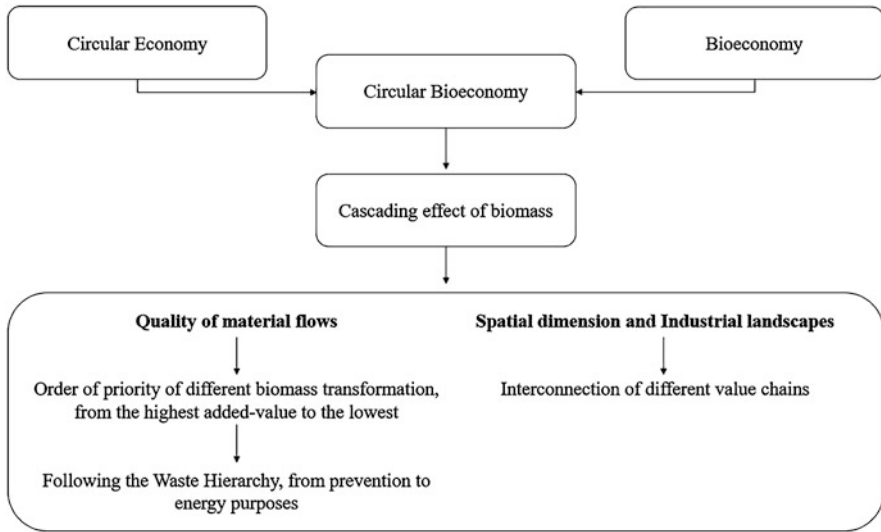 Circular Economy
Bioeconomy
Circular Bioeconomy
Cascading effect of biomass
Quality of material flows
Order of priority of different biomass transformation,
from the highest added-value to the lowest
Following the Waste Hierarchy, from prevention to
energy purposes
Spatial dimension and Industrial landscapes
Interconnection of different value chains